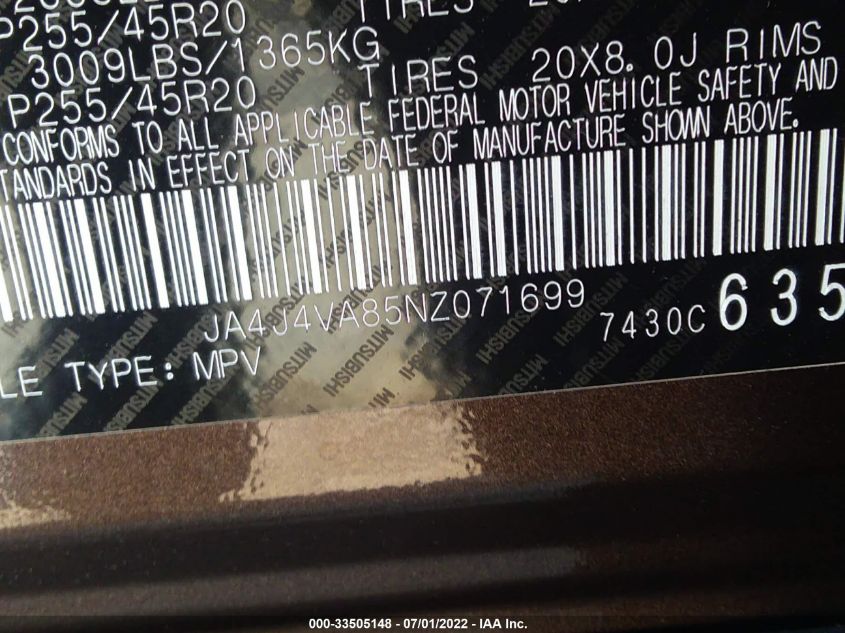 TIRES
P255/45R20
3009LBS/1365KG TIRES 20X8.0J RIMS
P255/45R20
CONFORMS TO ALL APPLICABLE FEDERAL MOTOR VEHICLE SAFETY AND
STANDARDS IN EFFECT ON THE DATE OF MANUFACTURE SHOWN ABOVE.
JA4J4VA85NZ071699
7430C 635
LE TYPE: MPV
MITSUBISHI
000-33505148 - 07/01/2022 - IAA Inc.